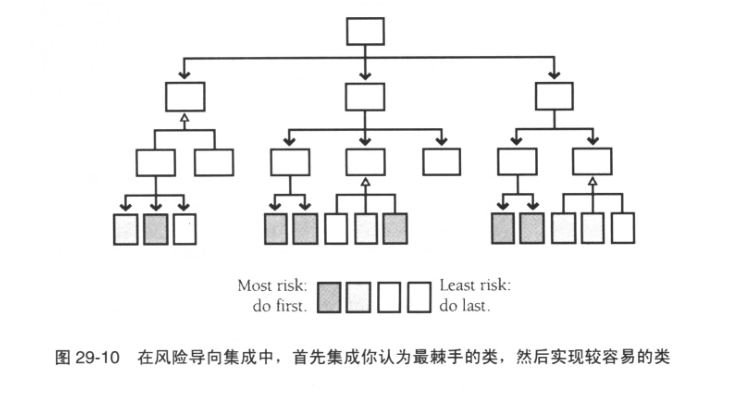 Most risk:
do first.
Least risk:
do last.
图 29-10 在风险导向集成中，首先集成你认为最棘手的类，然后实现较容易的类